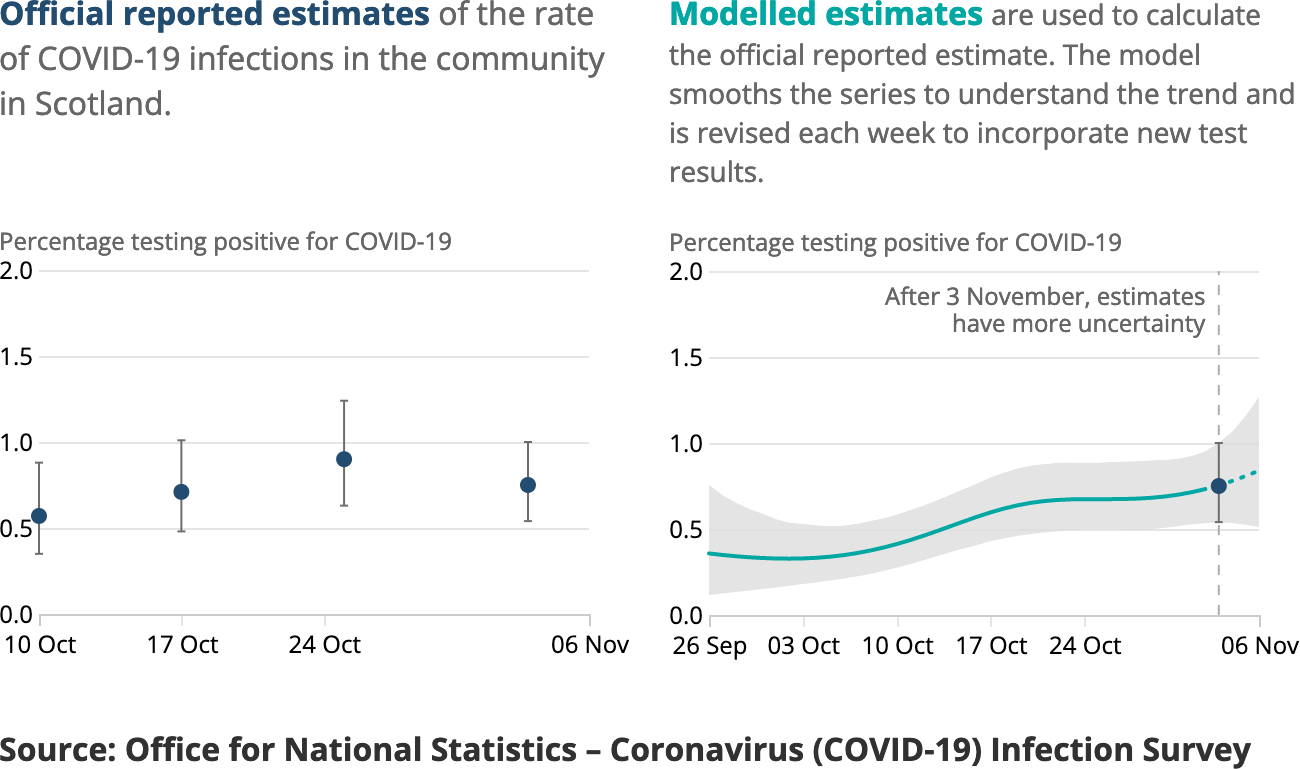 Official reported estimates of the rate
of COVID-19 infections in the community
in Scotland.
Modelled estimates are used to calculate
the official reported estimate. The model
smooths the series to understand the trend and
is revised each week to incorporate new test
results.
Percentage testing positive for COVID-19
2.0
1.5
1.0
0.5
0.0
10 Oct
17 Oct
24 Oct
06 Nov
Percentage testing positive for COVID-19
2.0
After 3 November, estimates
have more uncertainty
1.5
1.0
0.5
0.0
26 Sep
03 Oct
10 Oct
17 Oct
24 Oct
06 Nov
Source: Office for National Statistics – Coronavirus (COVID-19) Infection Survey